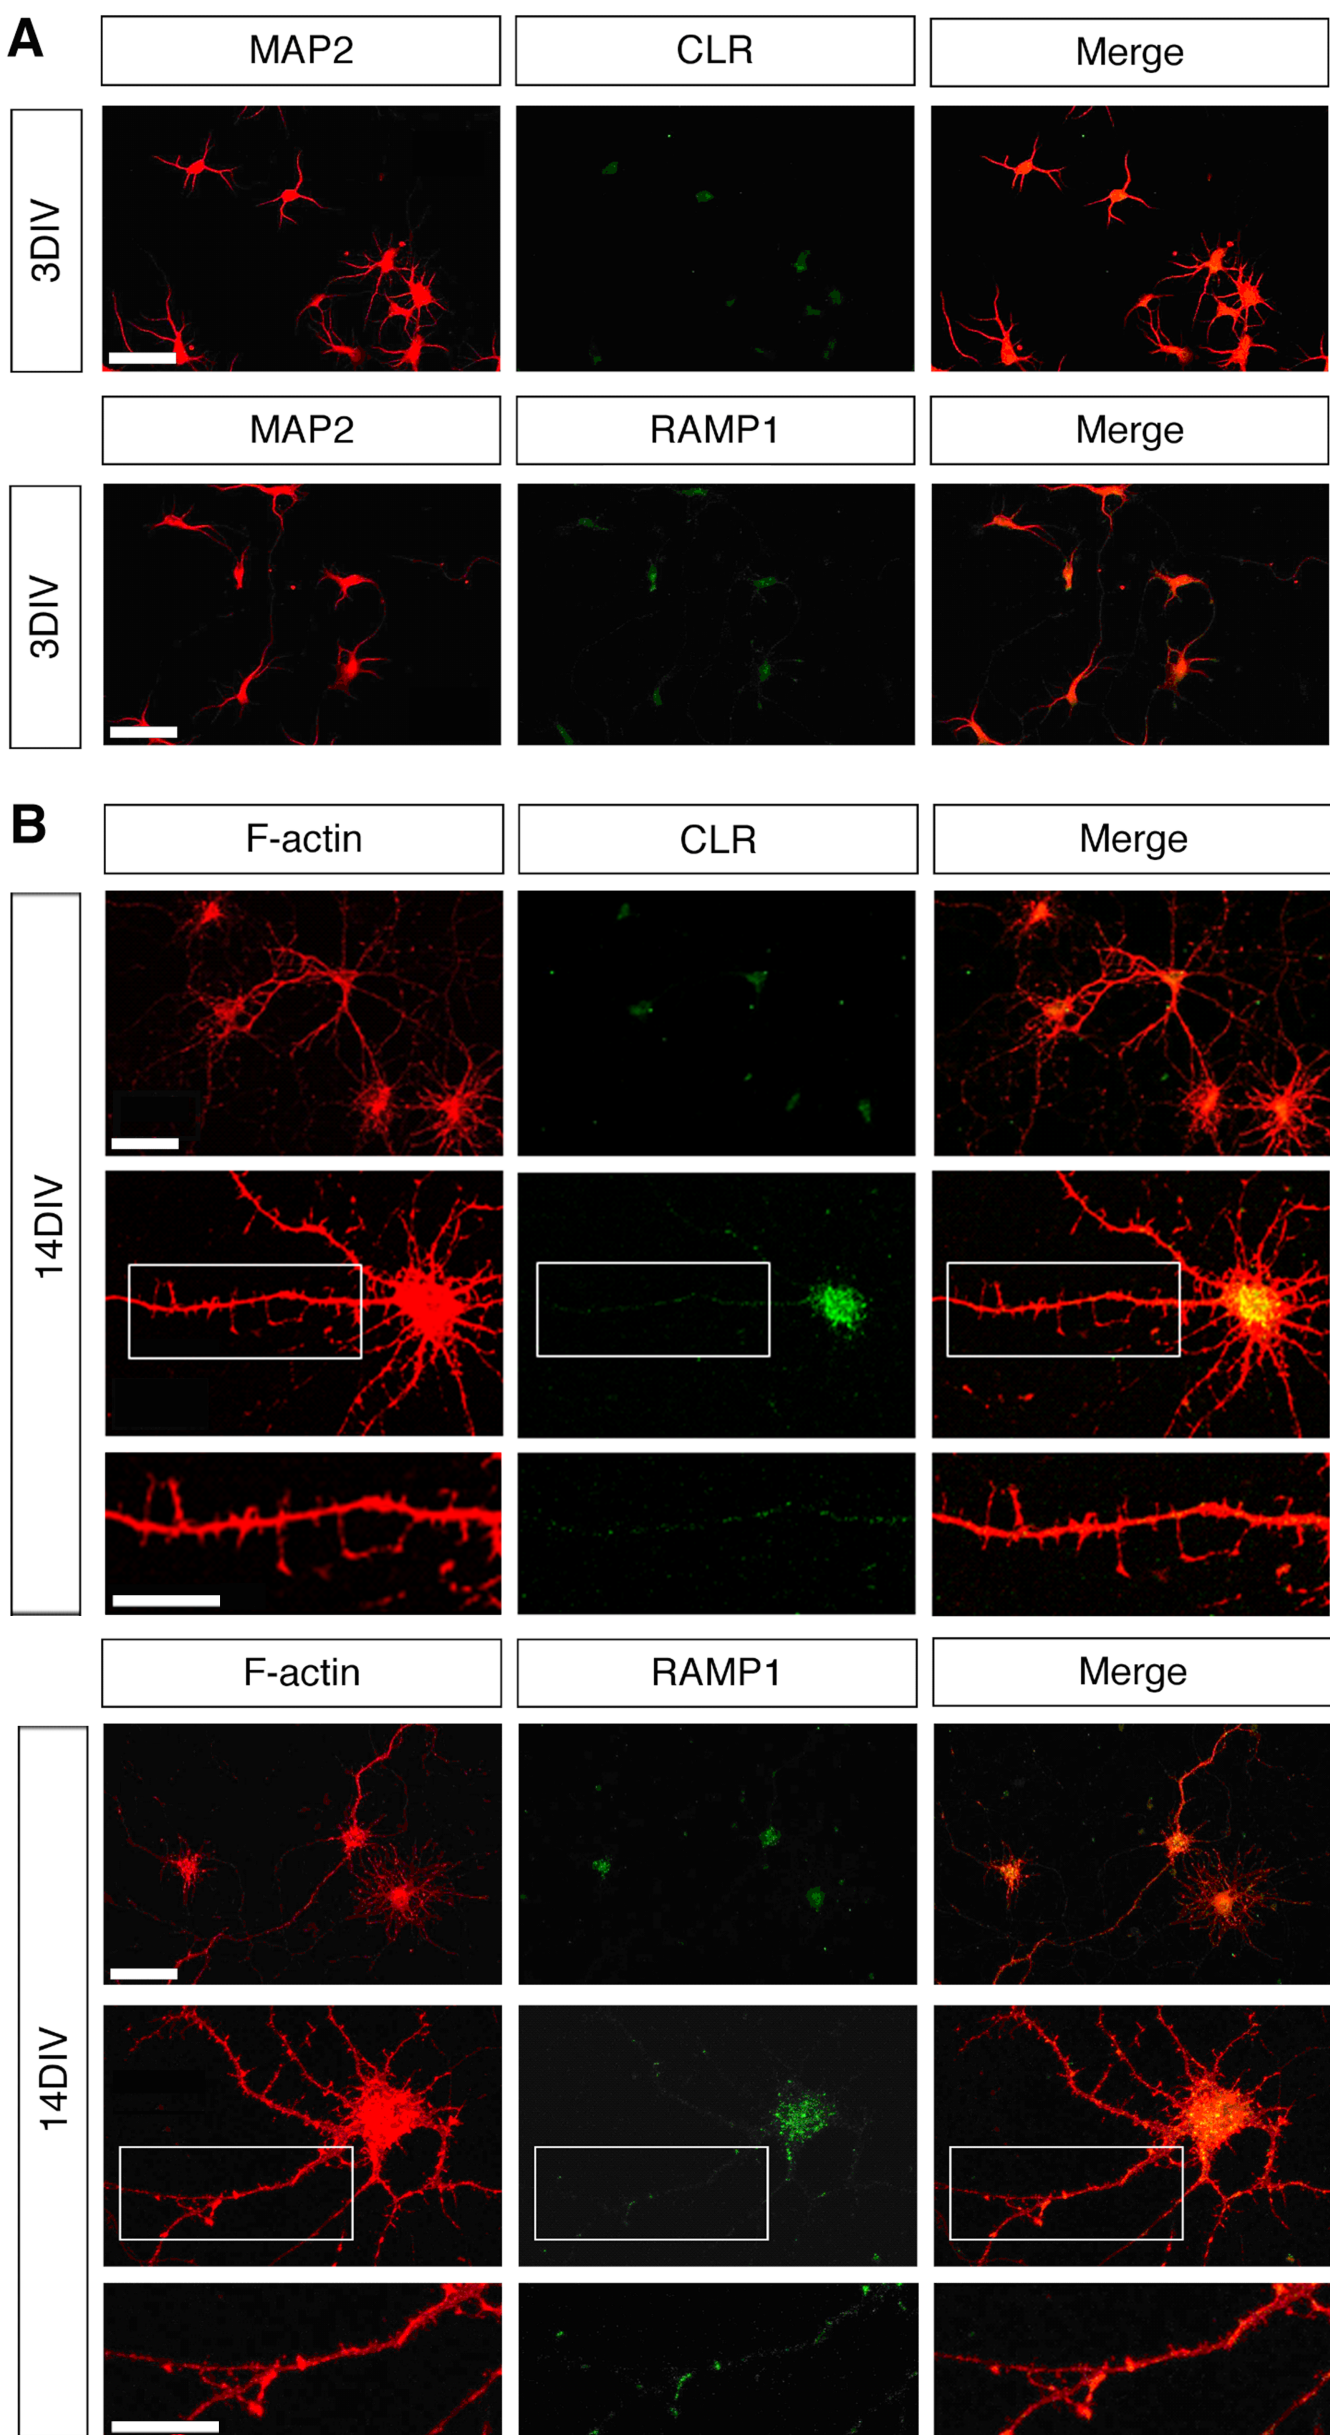 A
MAP2 CLR Merge
3DIV
MAP2 RAMP1 Merge
3DIV
B
F-actin CLR Merge
14DIV
F-actin RAMP1 Merge
14DIV